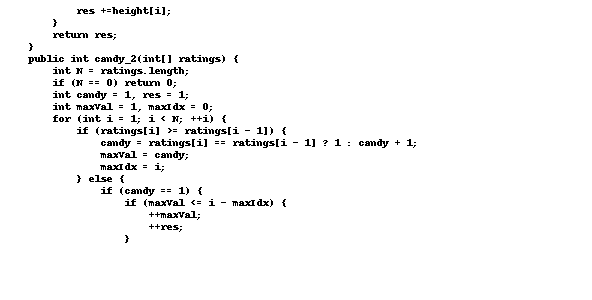 res +=height[i];
}
return res;
}
public int candy_2(int[] ratings) {
int N = ratings.length;
if (N == 0) return 0;
int candy = 1, res = 1;
int maxVal = 1, maxIdx = 0;
for (int i = 1; i < N; ++i) {
if (ratings[i] >= ratings[i - 1]) {
candy = ratings[i] == ratings[i - 1] ? 1 : candy + 1;
maxVal = candy;
maxIdx = i;
} else {
if (candy == 1) {
if (maxVal <= i - maxIdx) {
++maxVal;
++res;
}